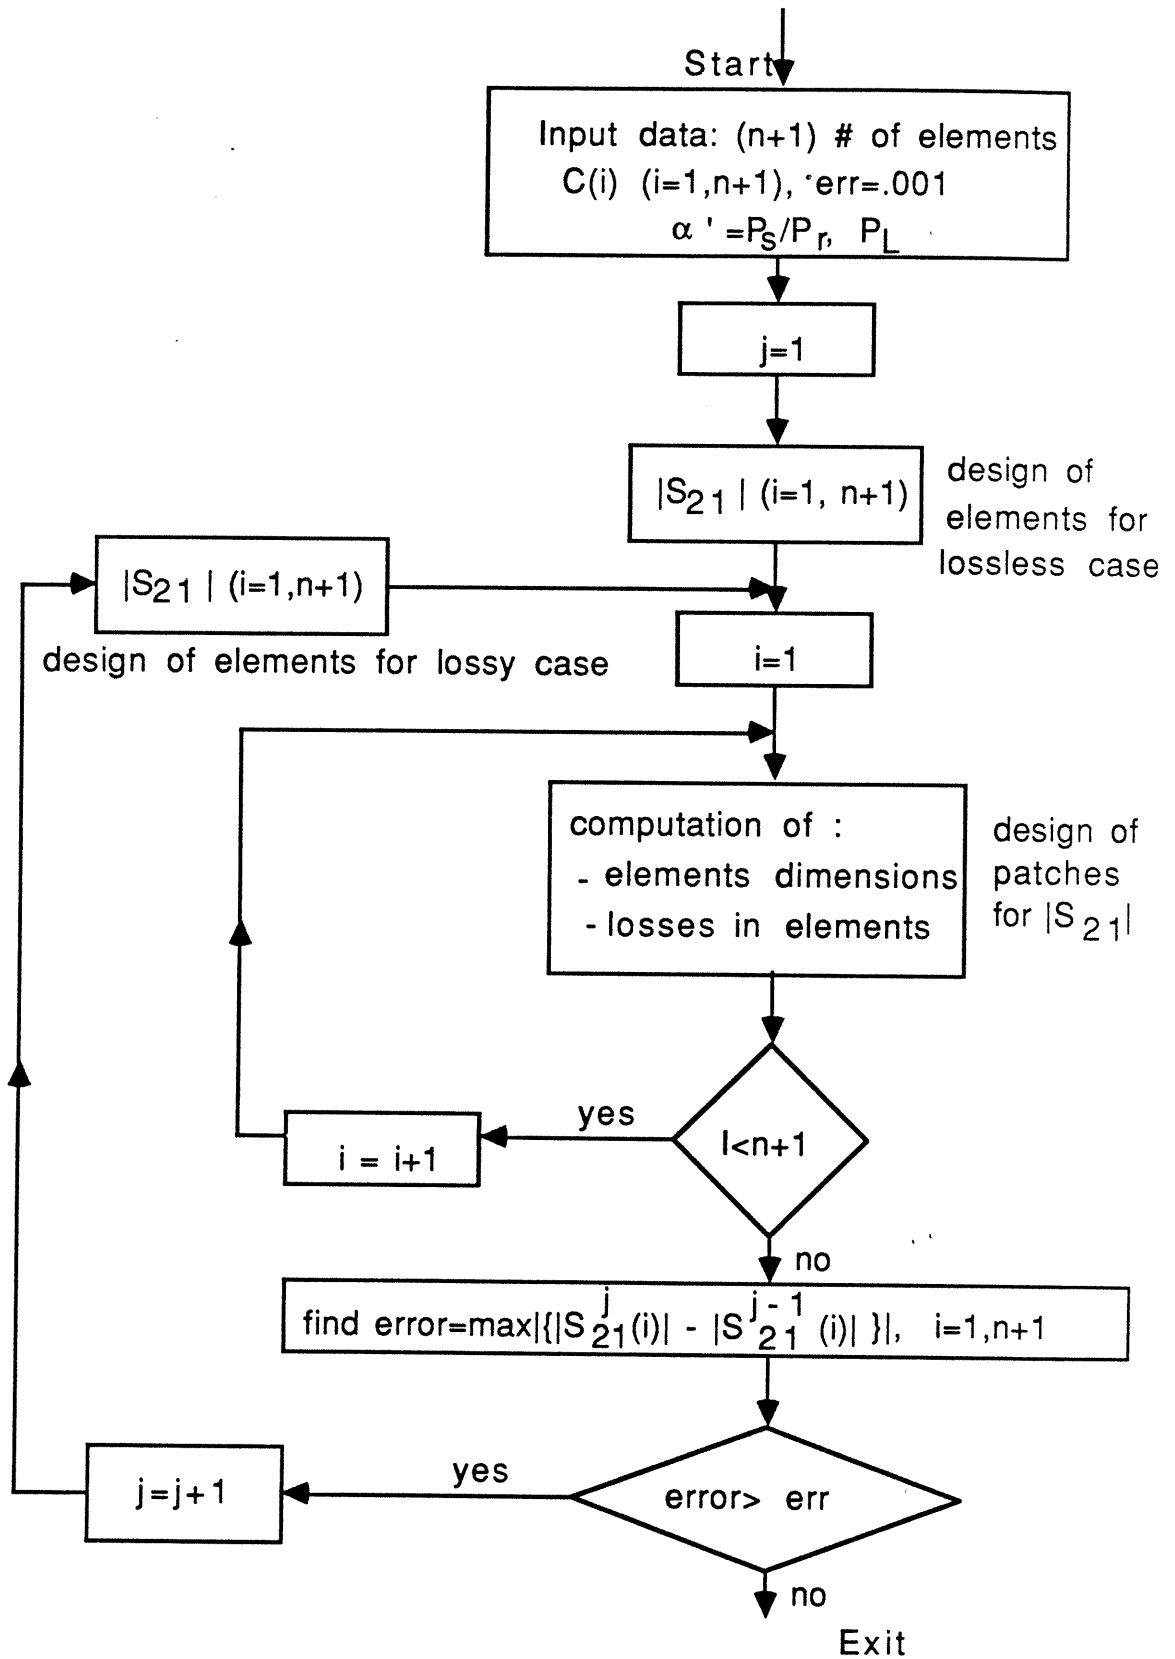 Start
Input data: (n+1) # of elements
C(i) (i=1,n+1), err=.001
α ' =Ps/Pr, PL
j=1
|S21| (i=1, n+1)
design of
elements for
lossless case
|S21| (i=1,n+1)
design of elements for lossy case
i=1
computation of :
- elements dimensions
- losses in elements
design of
patches
for |S21|
I<n+1
yes
i = i+1
no
find error=max|{|S21^j(i)| - |S21^j-1(i)| }|, i=1,n+1
error> err
yes
j=j+1
no
Exit